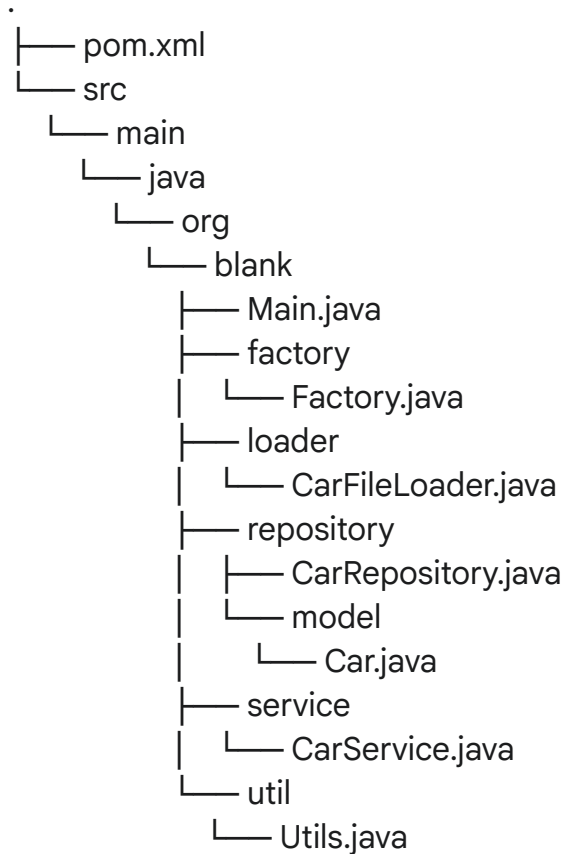 .
├── pom.xml
└── src
    └── main
        └── java
            └── org
                └── blank
                    ├── Main.java
                    ├── factory
                    │   └── Factory.java
                    ├── loader
                    │   └── CarFileLoader.java
                    ├── repository
                    │   ├── CarRepository.java
                    │   └── model
                    │       └── Car.java
                    ├── service
                    │   └── CarService.java
                    └── util
                        └── Utils.java